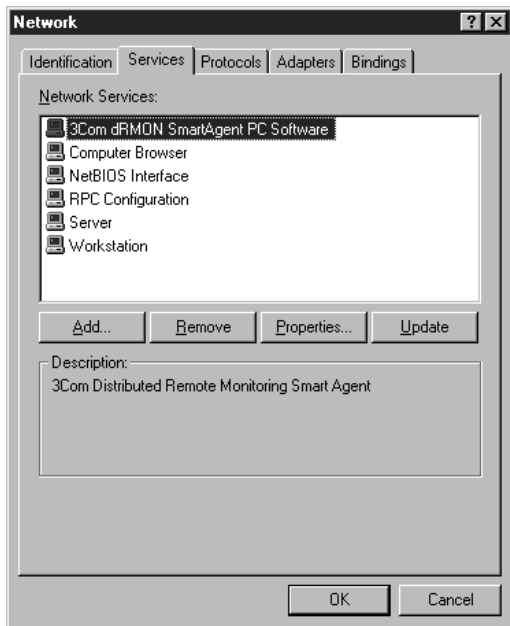 Network
Identification Services Protocols Adapters Bindings
Network Services:
3Com dRMON SmartAgent PC Software
Computer Browser
NetBIOS Interface
RPC Configuration
Server
Workstation
Add... Remove Properties... Update
Description:
3Com Distributed Remote Monitoring Smart Agent
OK Cancel